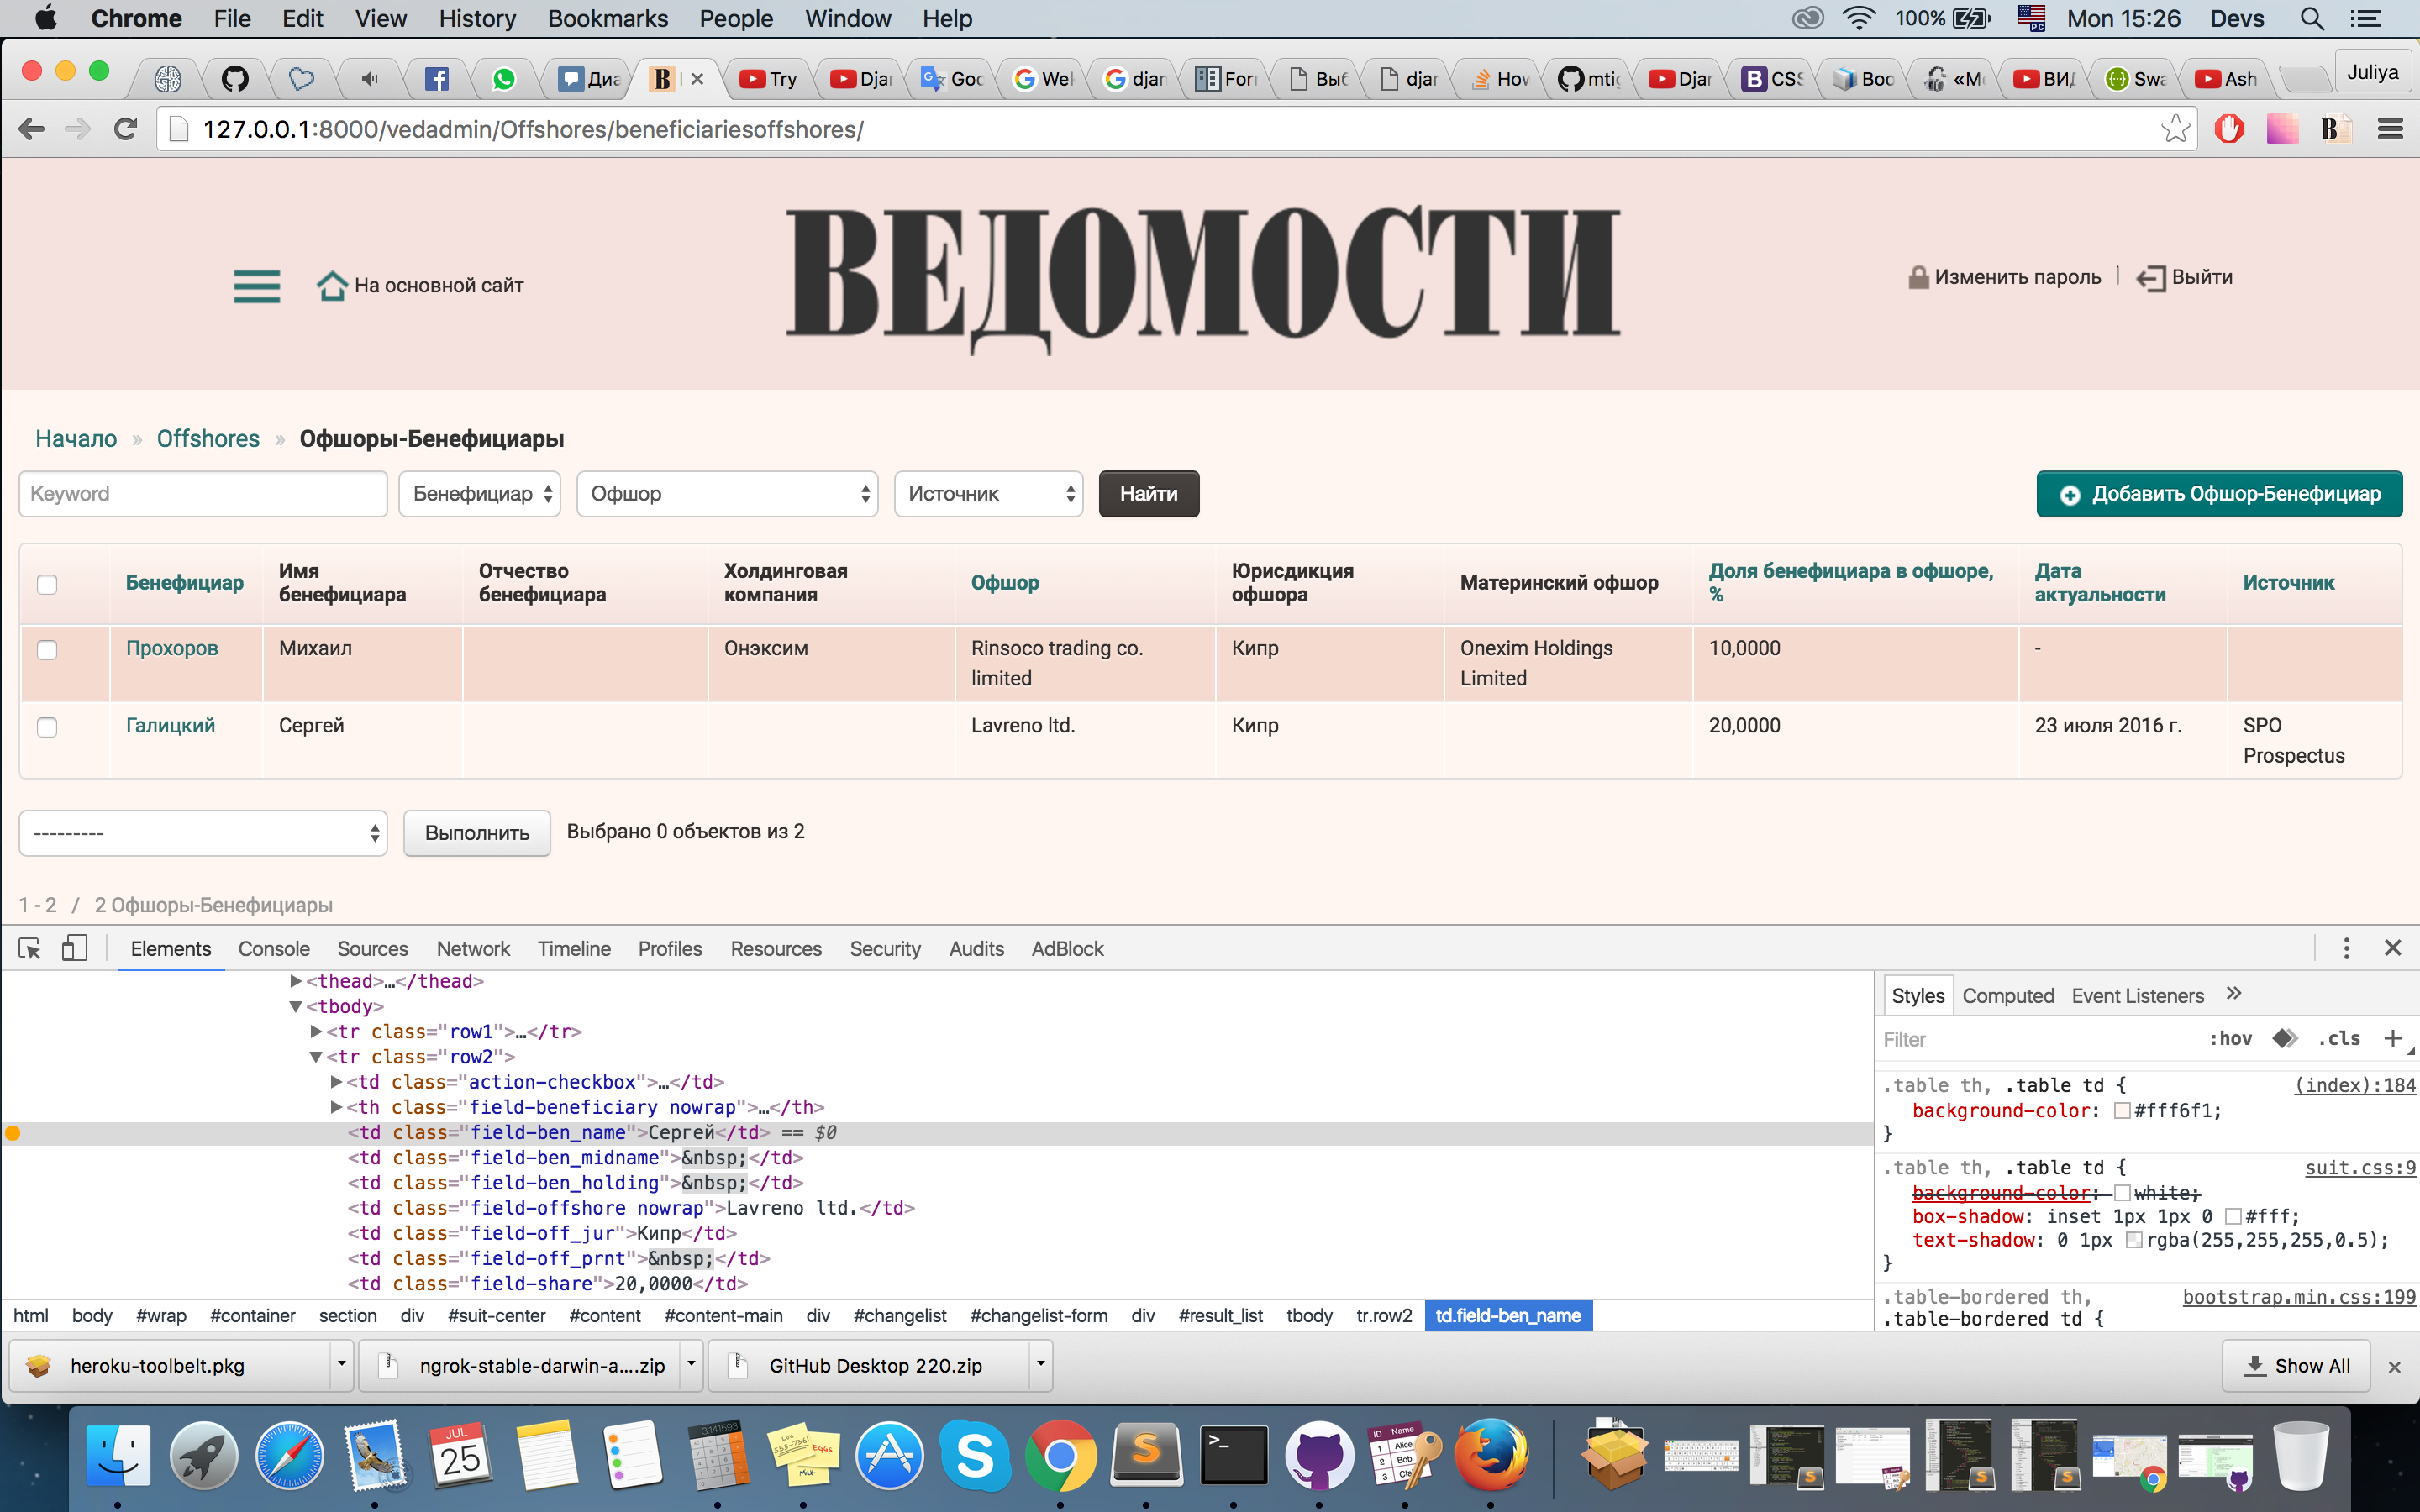 Chrome File Edit View History Bookmarks People Window Help 100% PC Mon 15:26 Devs
Диа B Try Djan Goo djan How mtig Djan CSS Boo Swa Ash Juliya
127.0.0.1:8000/vedadmin/Offshores/beneficiariesoffshores/
На основной сайт
ВЕДОМОСТИ
Изменить пароль | Выйти
Начало » Offshores » Офшоры-Бенефициары
Keyword Бенефициар Офшор Источник Найти Добавить Офшор-Бенефициар
Бенефициар Имя бенефициара Отчество бенефициара Холдинговая компания Офшор Юрисдикция офшора Материнский офшор Доля бенефициара в офшоре, % Дата актуальности Источник
Прохоров Михаил Онэксим Rinsoco trading co. limited Кипр Onexim Holdings Limited 10,0000 -
Галицкий Сергей Lavreno ltd. Кипр 20,0000 23 июля 2016 г. SPO Prospectus
--------- Выполнить Выбрано 0 объектов из 2
1 - 2 / 2 Офшоры-Бенефициары
Elements Console Sources Network Timeline Profiles Resources Security Audits AdBlock
<thead>…</thead>
<tbody>
<tr class="row1">…</tr>
<tr class="row2">
<td class="action-checkbox">…</td>
<th class="field-beneficiary nowrap">…</th>
<td class="field-ben_name">Сергей</td> == $0
<td class="field-ben_midname">&nbsp;</td>
<td class="field-ben_holding">&nbsp;</td>
<td class="field-offshore nowrap">Lavreno ltd.</td>
<td class="field-off_jur">Кипр</td>
<td class="field-off_prnt">&nbsp;</td>
<td class="field-share">20,0000</td>
html body #wrap #container section div #suit-center #content #content-main div #changelist #changelist-form div #result_list tbody tr.row2 td.field-ben_name
Styles Computed Event Listeners »
Filter :hov .cls +
.table th, .table td { (index):184
background-color: #fff6f1;
}
.table th, .table td { suit.css:9
background-color: white;
box-shadow: inset 1px 1px 0 #fff;
text-shadow: 0 1px rgba(255,255,255,0.5);
}
.table-bordered th, bootstrap.min.css:199
.table-bordered td {
heroku-toolbelt.pkg ngrok-stable-darwin-a....zip GitHub Desktop 220.zip Show All
JUL
25